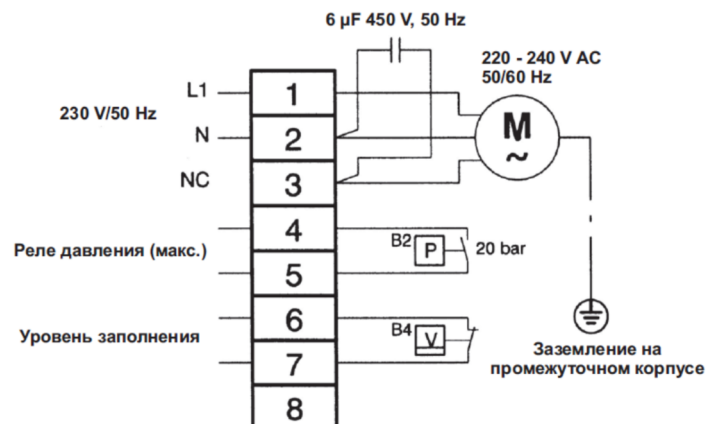 6 µF 450 V, 50 Hz
220 - 240 V AC
50/60 Hz
230 V/50 Hz
L1
1
N
2
NC
3
M
~
4
Реле давления (макс.)
B2
P
20 bar
5
6
Уровень заполнения
B4
V
7
Заземление на
промежуточном корпусе
8